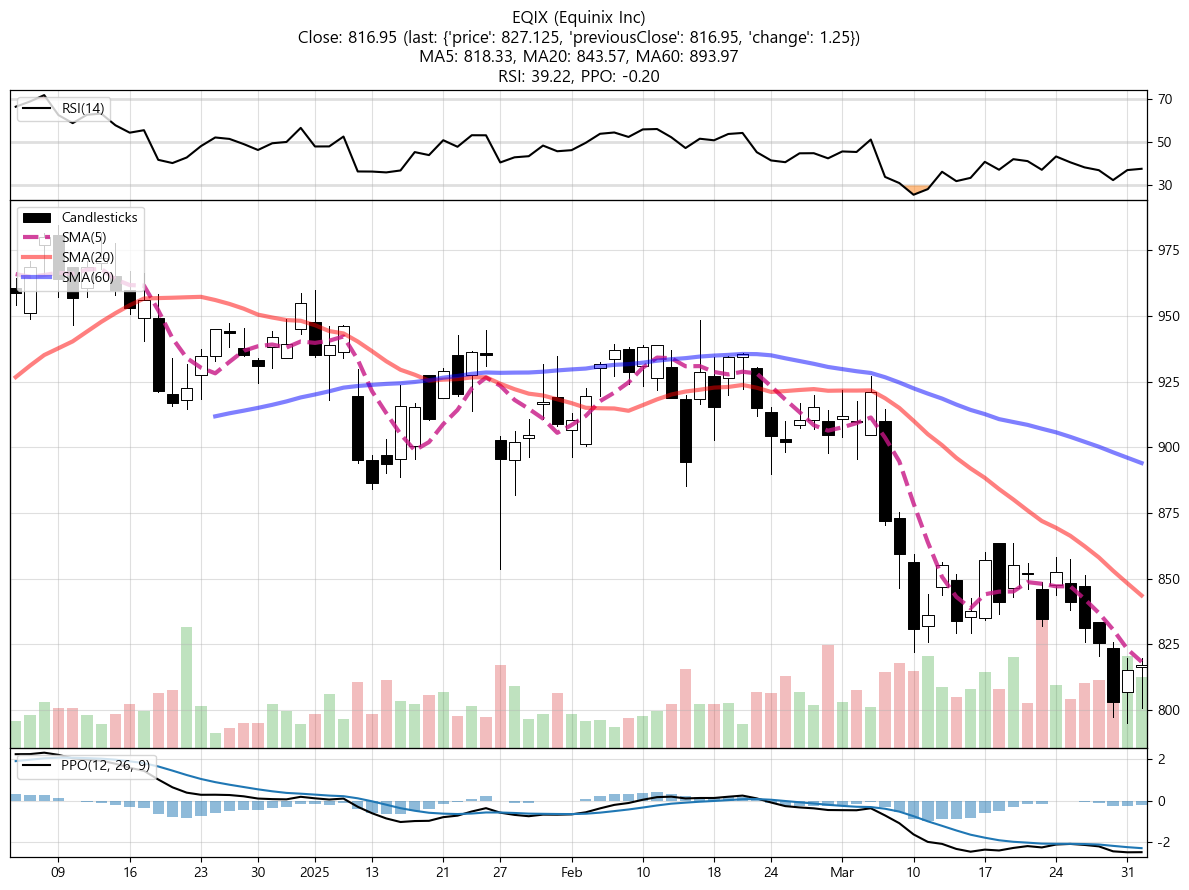 EQIX (Equinix Inc)
Close: 816.95 (last: {'price': 827.125, 'previousClose': 816.95, 'change': 1.25})
MA5: 818.33, MA20: 843.57, MA60: 893.97
RSI: 39.22, PPO: -0.20
RSI(14)
70
50
30
Candlesticks
SMA(5)
SMA(20)
SMA(60)
975
950
925
900
875
850
825
800
PPO(12, 26, 9)
2
0
-2
09 16 23 30 2025 13 21 27 Feb 10 18 24 Mar 10 17 24 31